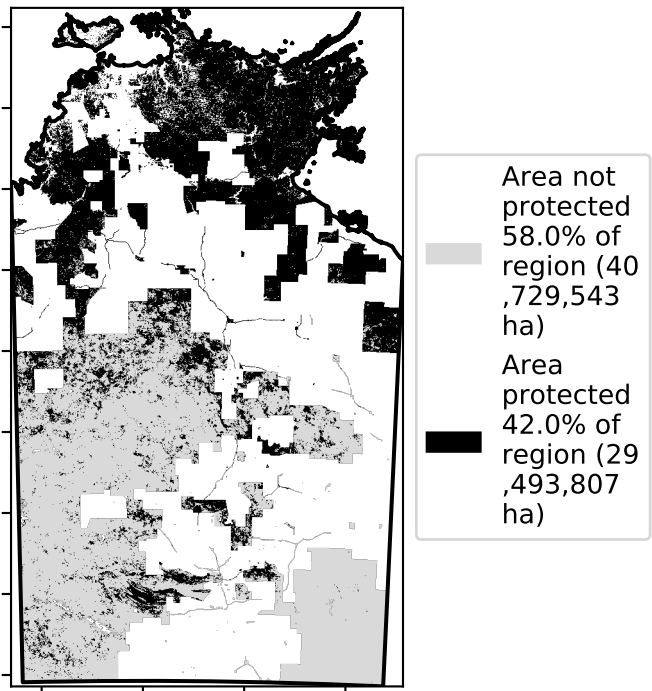 Area not
protected
58.0% of
region (40
,729,543
ha)
Area
protected
42.0% of
region (29
,493,807
ha)